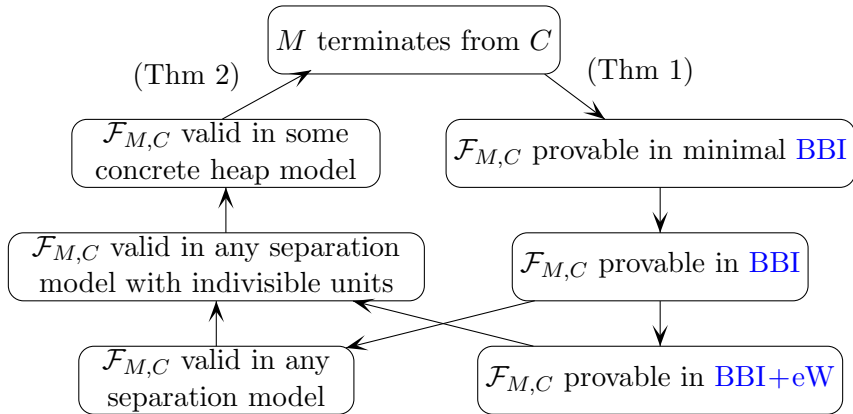 M terminates from C
(Thm 2)
(Thm 1)
ℱ_{M,C} valid in some
concrete heap model
ℱ_{M,C} provable in minimal BBI
ℱ_{M,C} valid in any separation
model with indivisible units
ℱ_{M,C} provable in BBI
ℱ_{M,C} valid in any
separation model
ℱ_{M,C} provable in BBI+eW